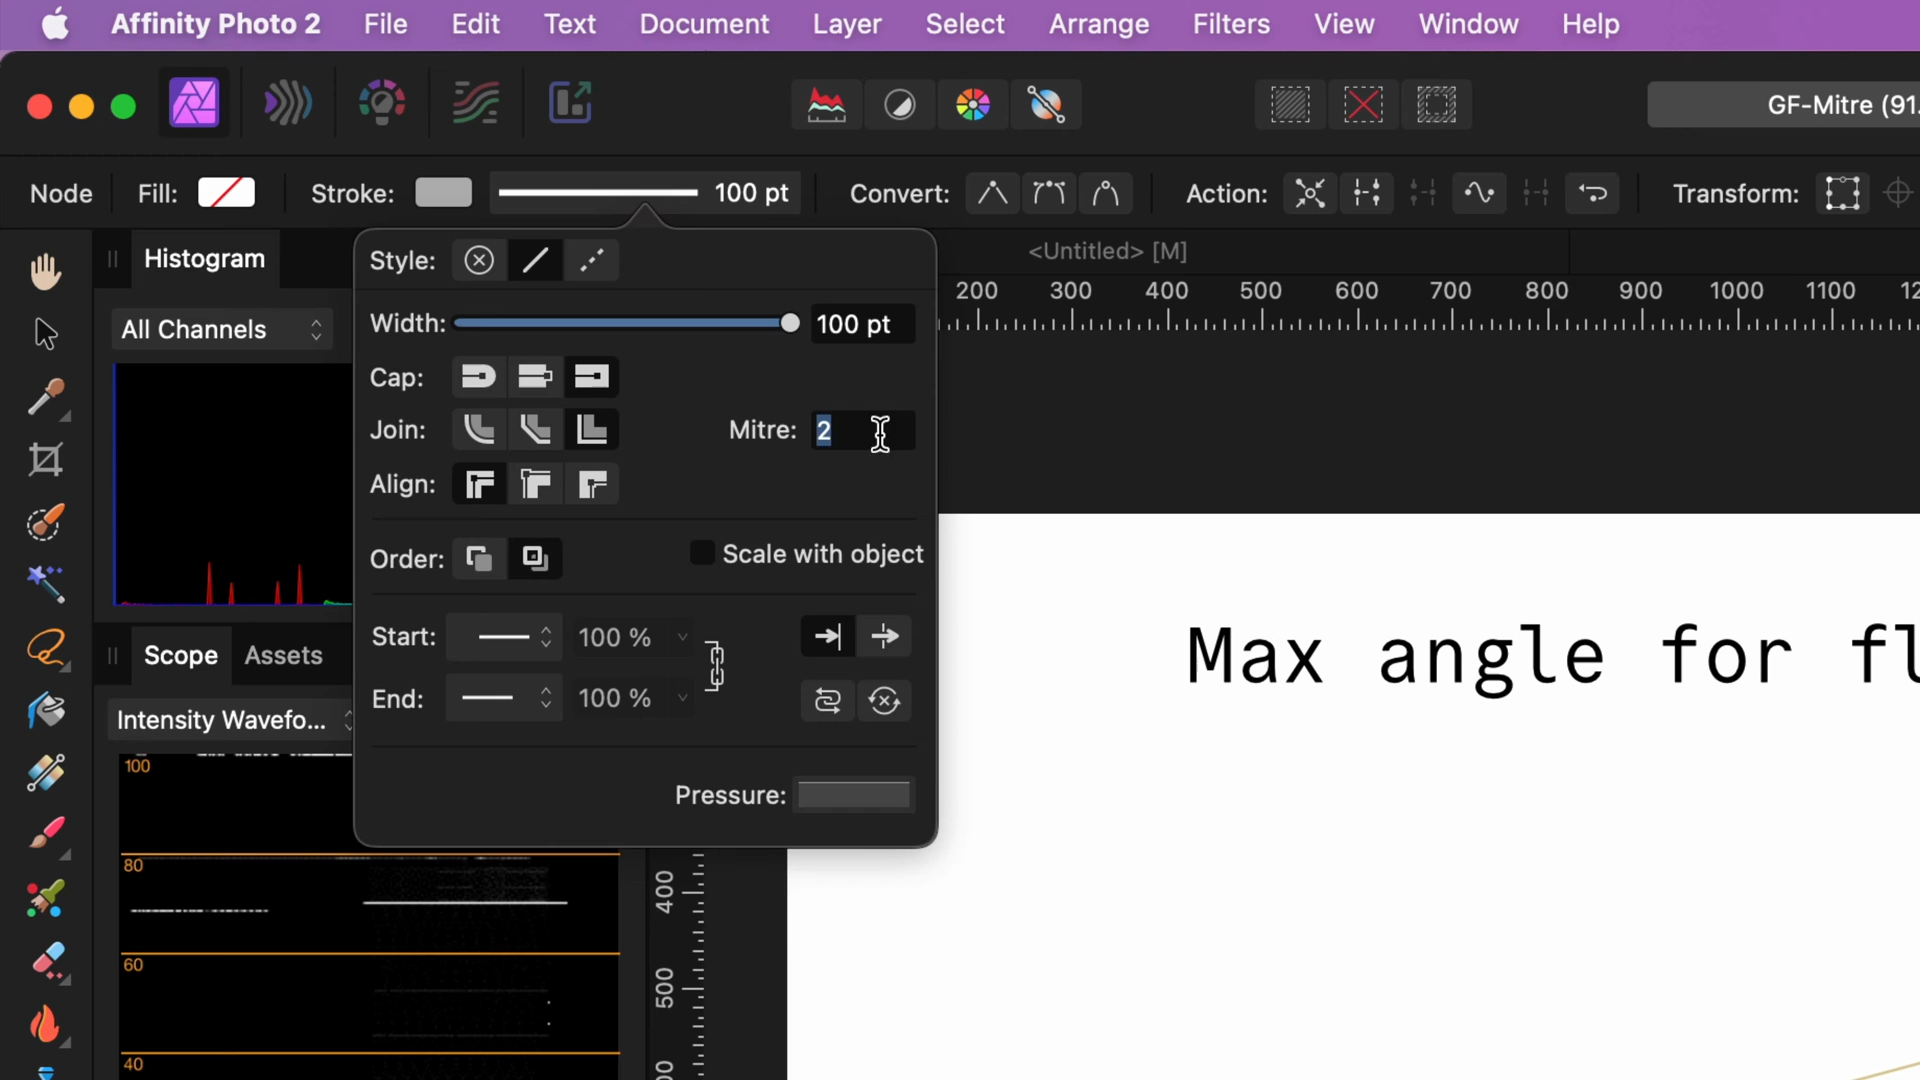 Affinity Photo 2 File Edit Text Document Layer Select Arrange Filters View Window Help
GF-Mitre (91.
Node Fill: Stroke: 100 pt Convert: Action: Transform:
Histogram
Style:
<Untitled> [M]
200 300 400 500 600 700 800 900 1000 1100 12
All Channels
Width: 100 pt
Cap:
Join: Mitre: 2
Align:
Order: Scale with object
Start: 100 %
Scope Assets
Max angle for fl
End: 100 %
Intensity Wavefo...
100
Pressure:
80
400
60
500
40